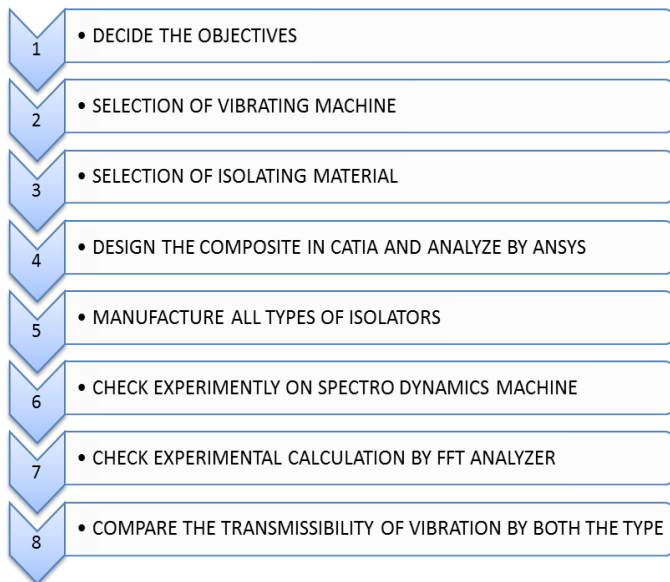 1 • DECIDE THE OBJECTIVES
2 • SELECTION OF VIBRATING MACHINE
3 • SELECTION OF ISOLATING MATERIAL
4 • DESIGN THE COMPOSITE IN CATIA AND ANALYZE BY ANSYS
5 • MANUFACTURE ALL TYPES OF ISOLATORS
6 • CHECK EXPERIMENTLY ON SPECTRO DYNAMICS MACHINE
7 • CHECK EXPERIMENTAL CALCULATION BY FFT ANALYZER
8 • COMPARE THE TRANSMISSIBILITY OF VIBRATION BY BOTH THE TYPE